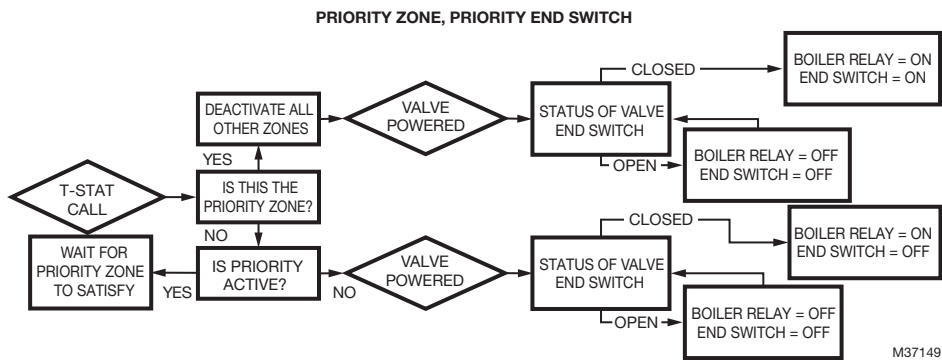 PRIORITY ZONE, PRIORITY END SWITCH
CLOSED
BOILER RELAY = ON
END SWITCH = ON
DEACTIVATE ALL
OTHER ZONES
VALVE
POWERED
STATUS OF VALVE
END SWITCH
OPEN
BOILER RELAY = OFF
END SWITCH = OFF
YES
T-STAT
CALL
IS THIS THE
PRIORITY ZONE?
NO
WAIT FOR
PRIORITY ZONE
TO SATISFY
YES
IS PRIORITY
ACTIVE?
NO
VALVE
POWERED
STATUS OF VALVE
END SWITCH
CLOSED
BOILER RELAY = ON
END SWITCH = OFF
OPEN
BOILER RELAY = OFF
END SWITCH = OFF
M37149